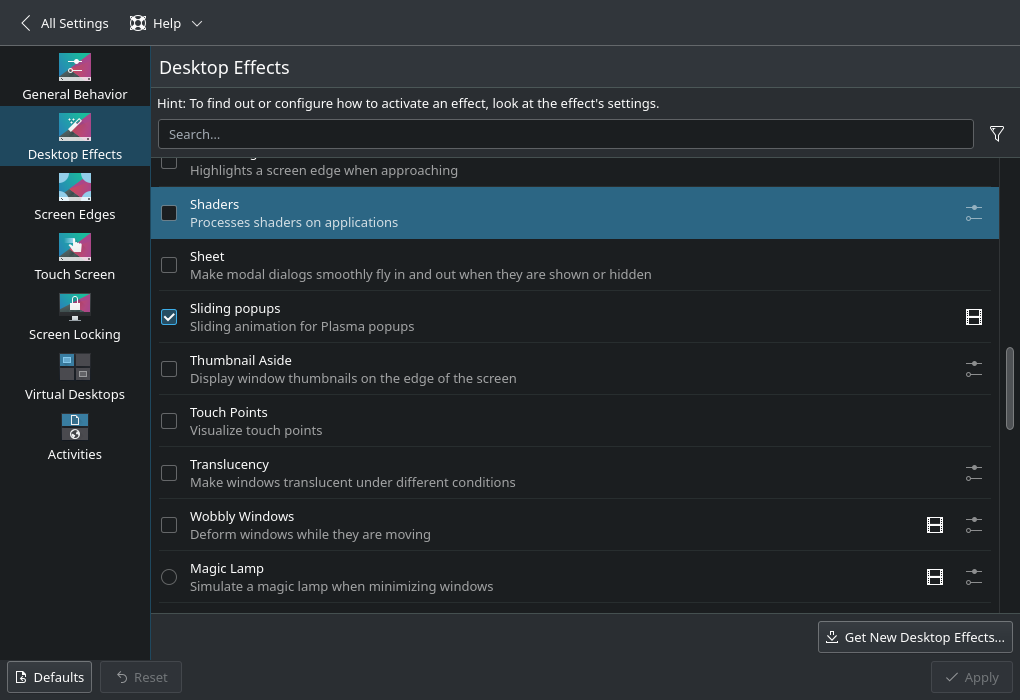 All Settings
Help
General Behavior
Desktop Effects
Screen Edges
Touch Screen
Screen Locking
Virtual Desktops
Activities
Desktop Effects
Hint: To find out or configure how to activate an effect, look at the effect's settings.
Search...
Highlights a screen edge when approaching
Shaders
Processes shaders on applications
Sheet
Make modal dialogs smoothly fly in and out when they are shown or hidden
Sliding popups
Sliding animation for Plasma popups
Thumbnail Aside
Display window thumbnails on the edge of the screen
Touch Points
Visualize touch points
Translucency
Make windows translucent under different conditions
Wobbly Windows
Deform windows while they are moving
Magic Lamp
Simulate a magic lamp when minimizing windows
Get New Desktop Effects...
Defaults
Reset
Apply